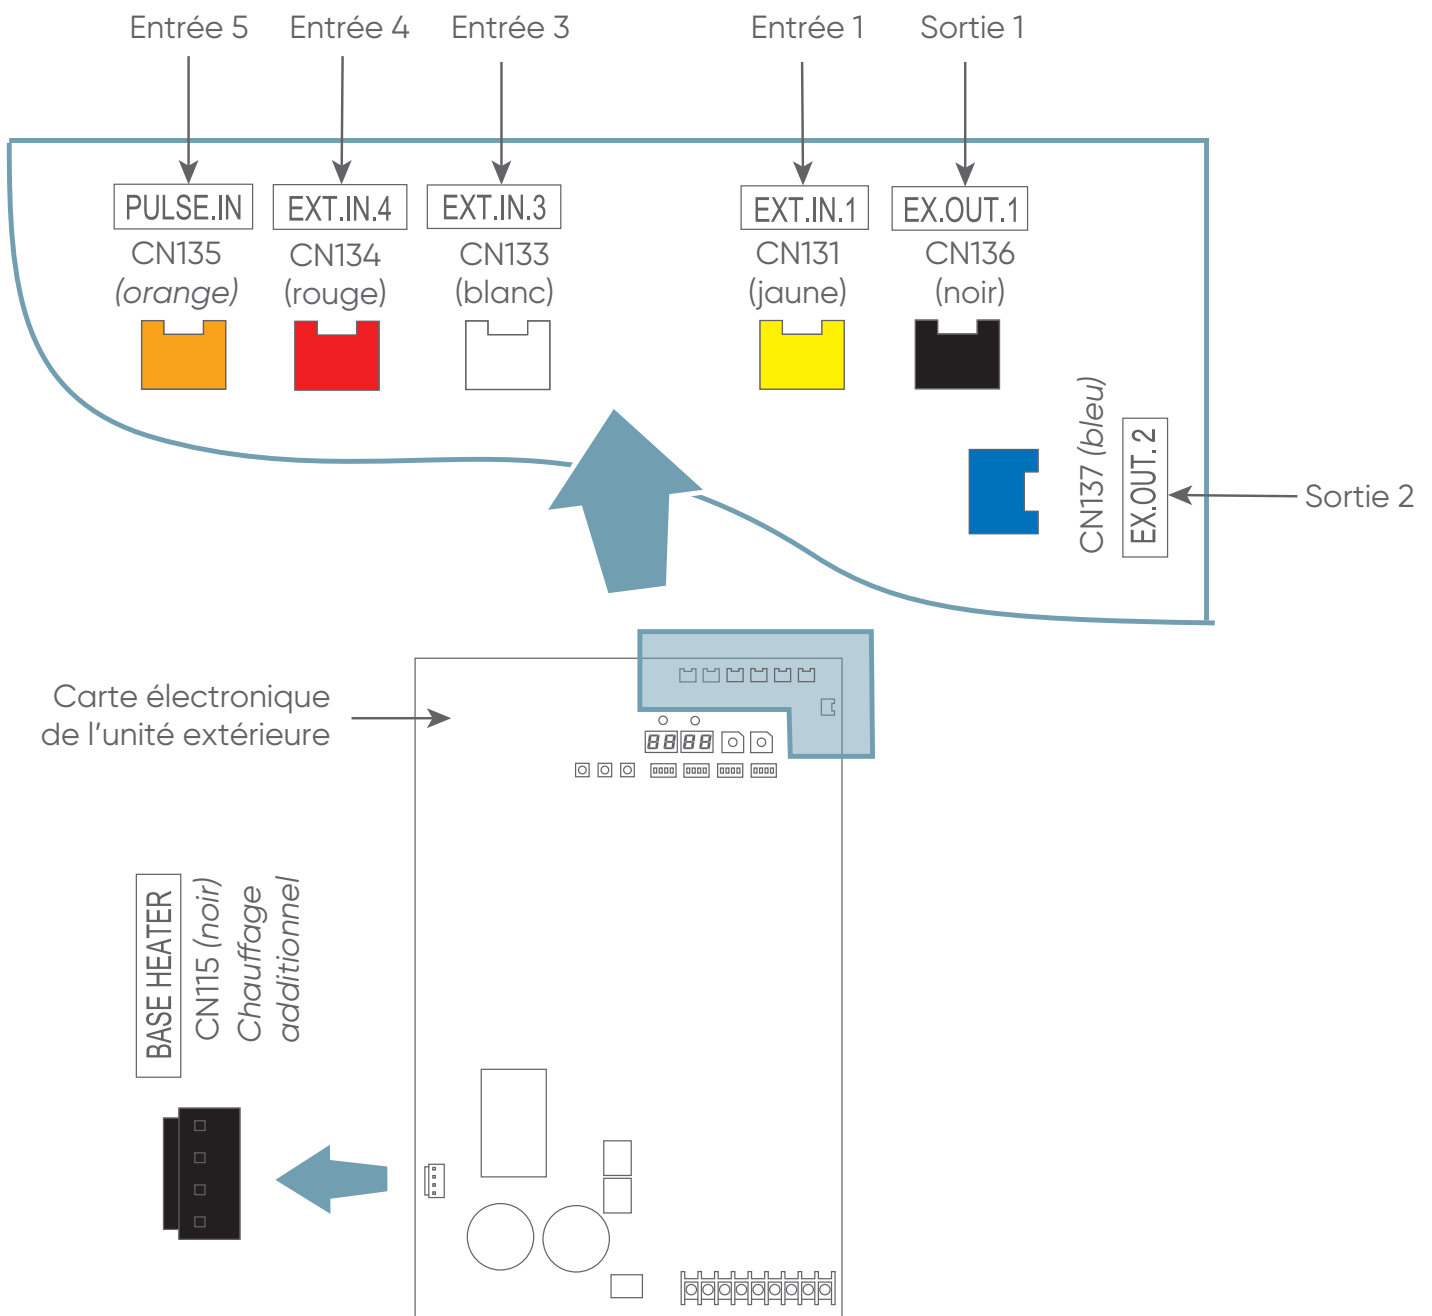 Entrée 5
Entrée 4
Entrée 3
Entrée 1
Sortie 1
PULSE.IN
EXT.IN.4
EXT.IN.3
EXT.IN.1
EX.OUT.1
CN135
(orange)
CN134
(rouge)
CN133
(blanc)
CN131
(jaune)
CN136
(noir)
CN137 (bleu)
EX.OUT.2
Sortie 2
Carte électronique
de l'unité extérieure
88 88
BASE HEATER
CN115 (noir)
Chauffage
additionnel